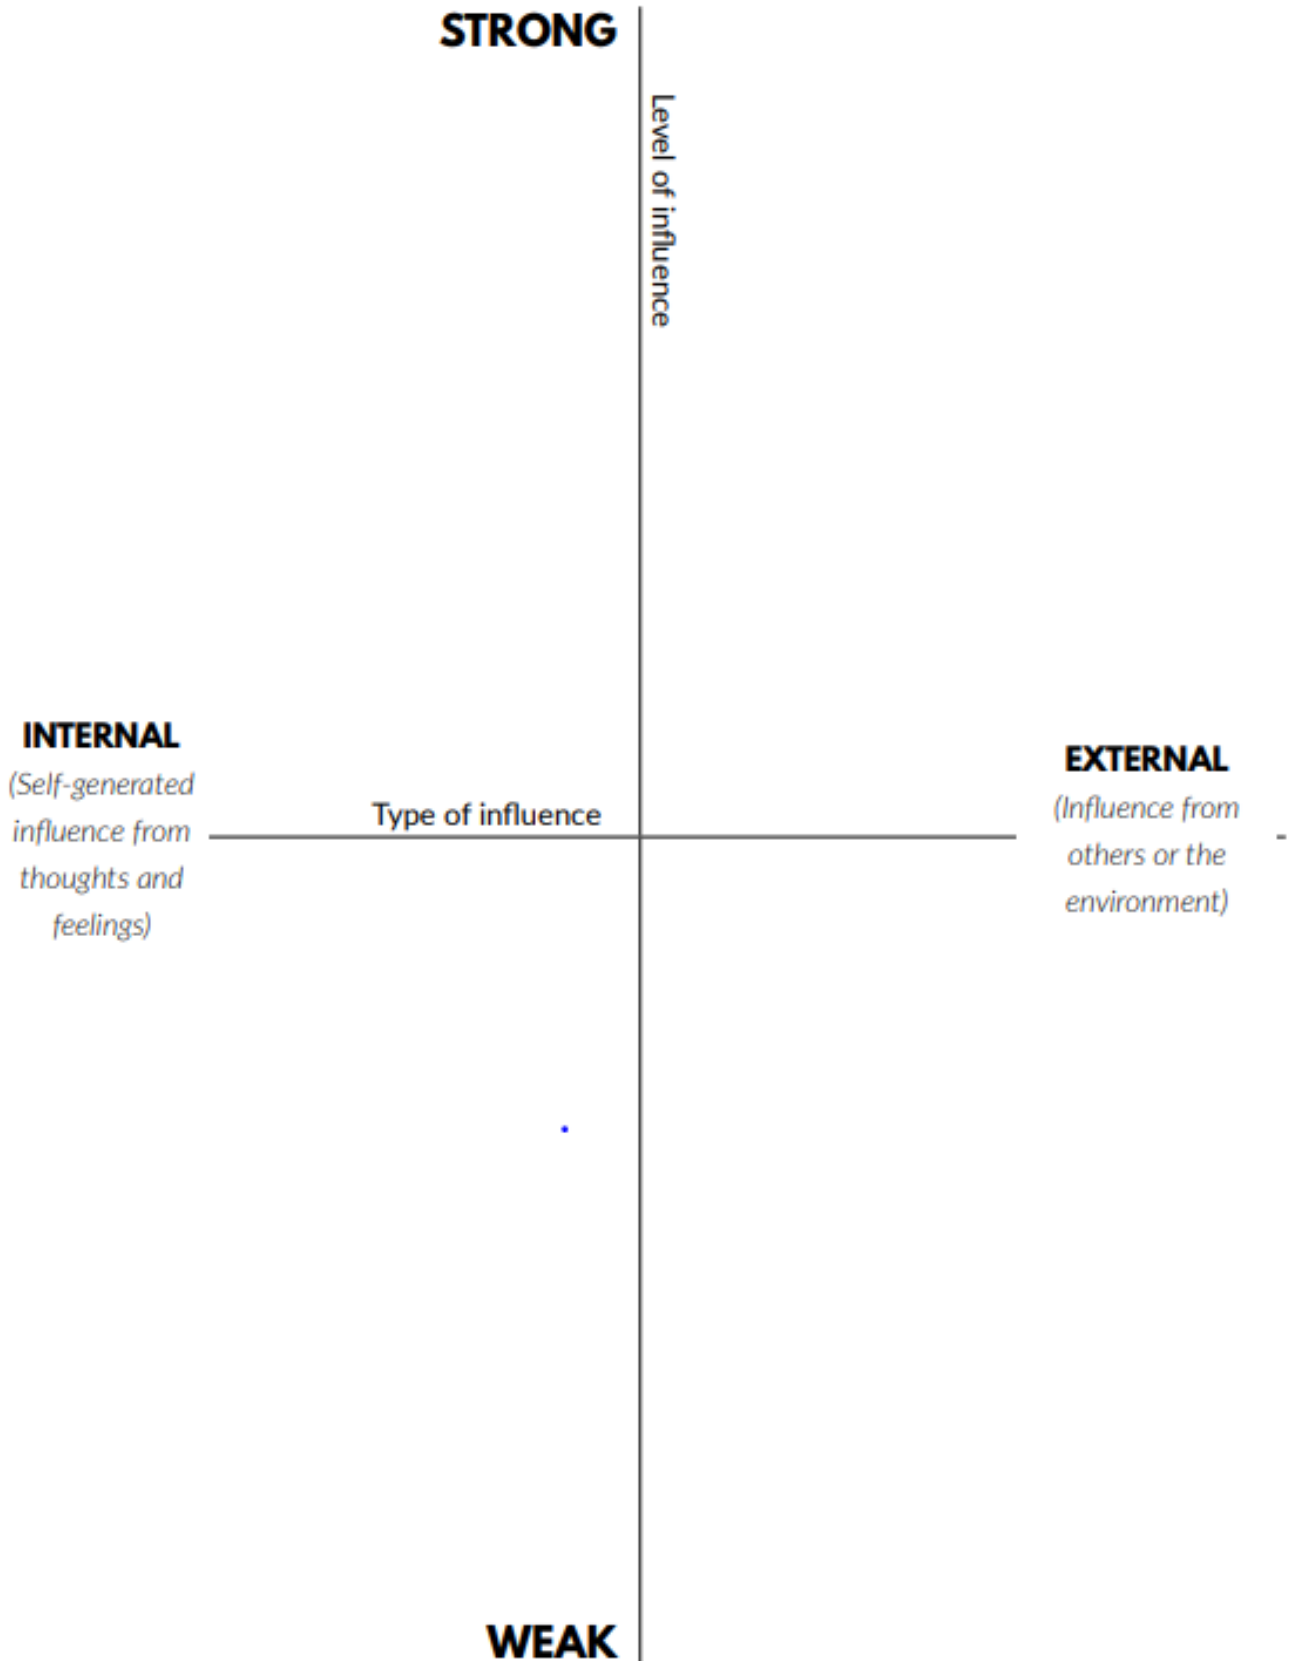 STRONG
Level of influence
INTERNAL
(Self-generated
influence from
thoughts and
feelings)
Type of influence
EXTERNAL
(Influence from
others or the
environment)
WEAK